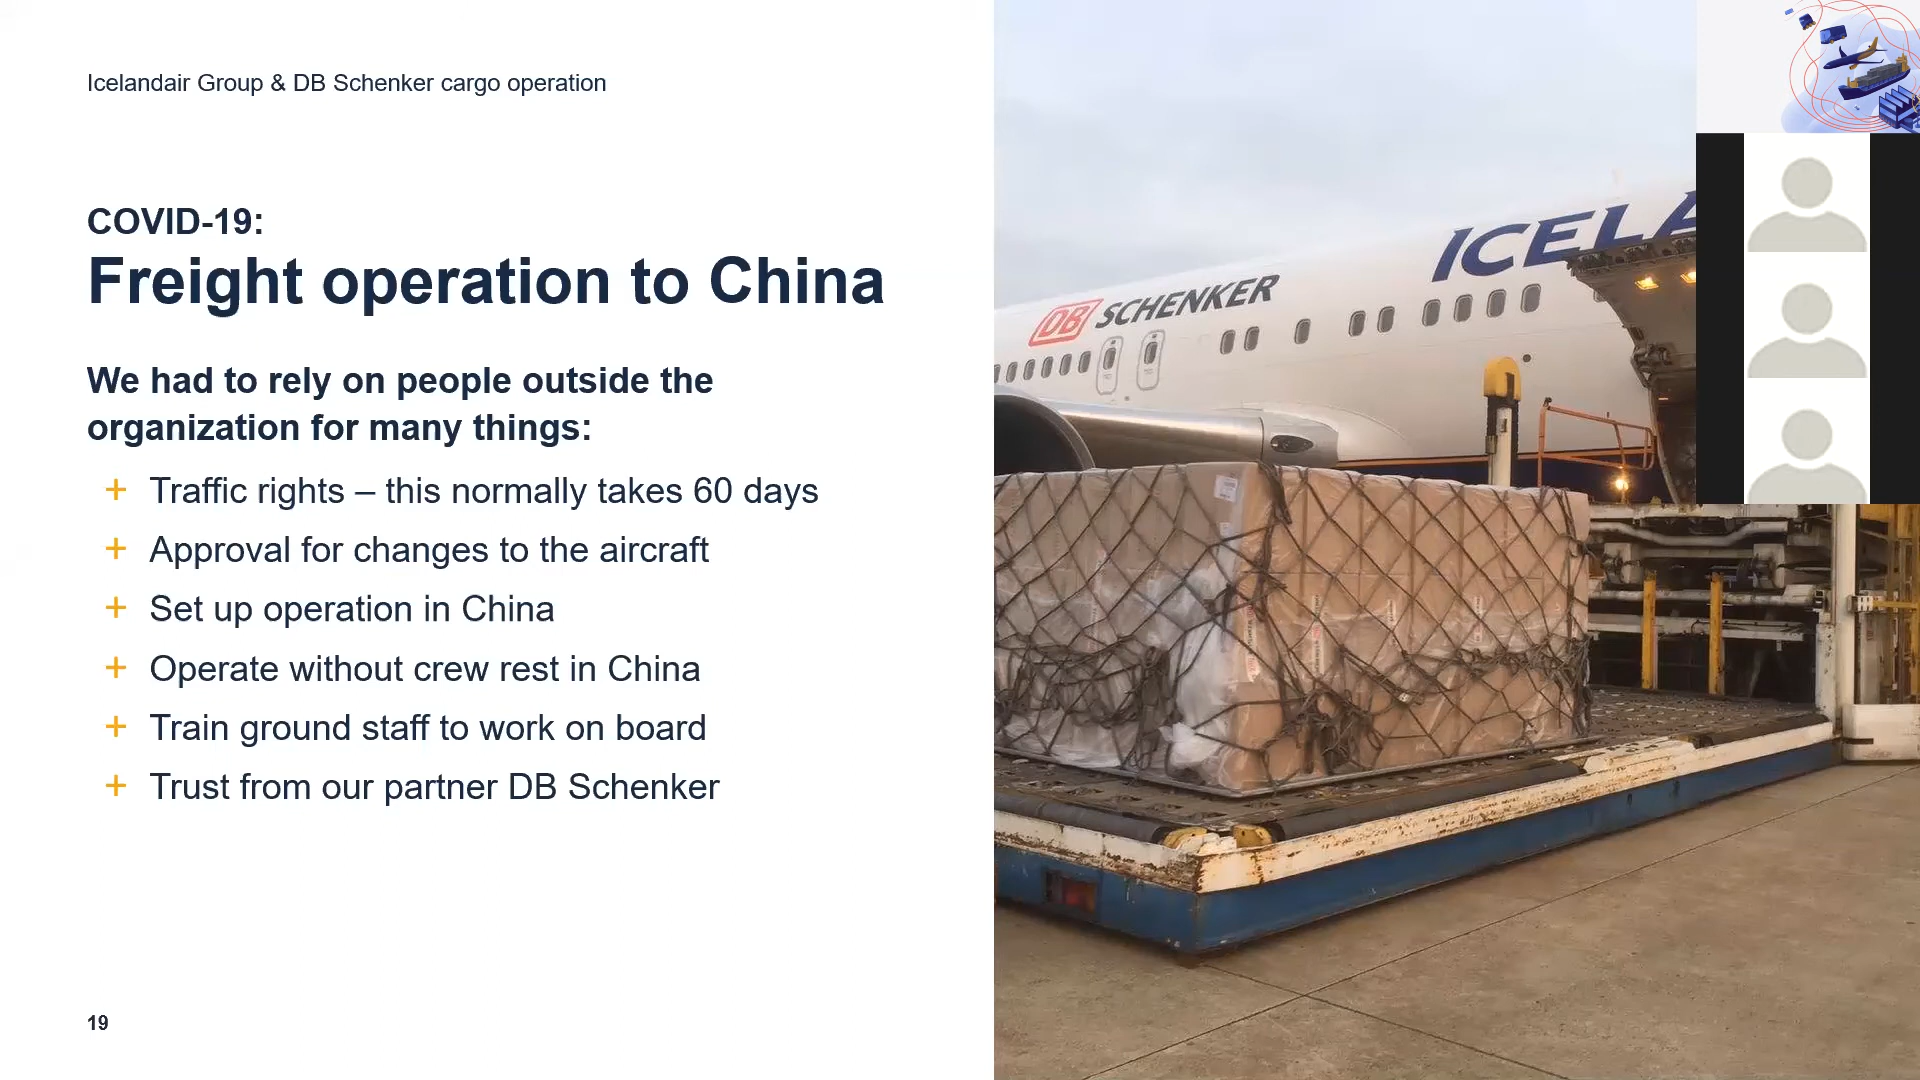 Icelandair Group & DB Schenker cargo operation
COVID-19:
Freight operation to China
We had to rely on people outside the
organization for many things:
+ Traffic rights – this normally takes 60 days
+ Approval for changes to the aircraft
+ Set up operation in China
+ Operate without crew rest in China
+ Train ground staff to work on board
+ Trust from our partner DB Schenker
19
DB SCHENKER
ICELA